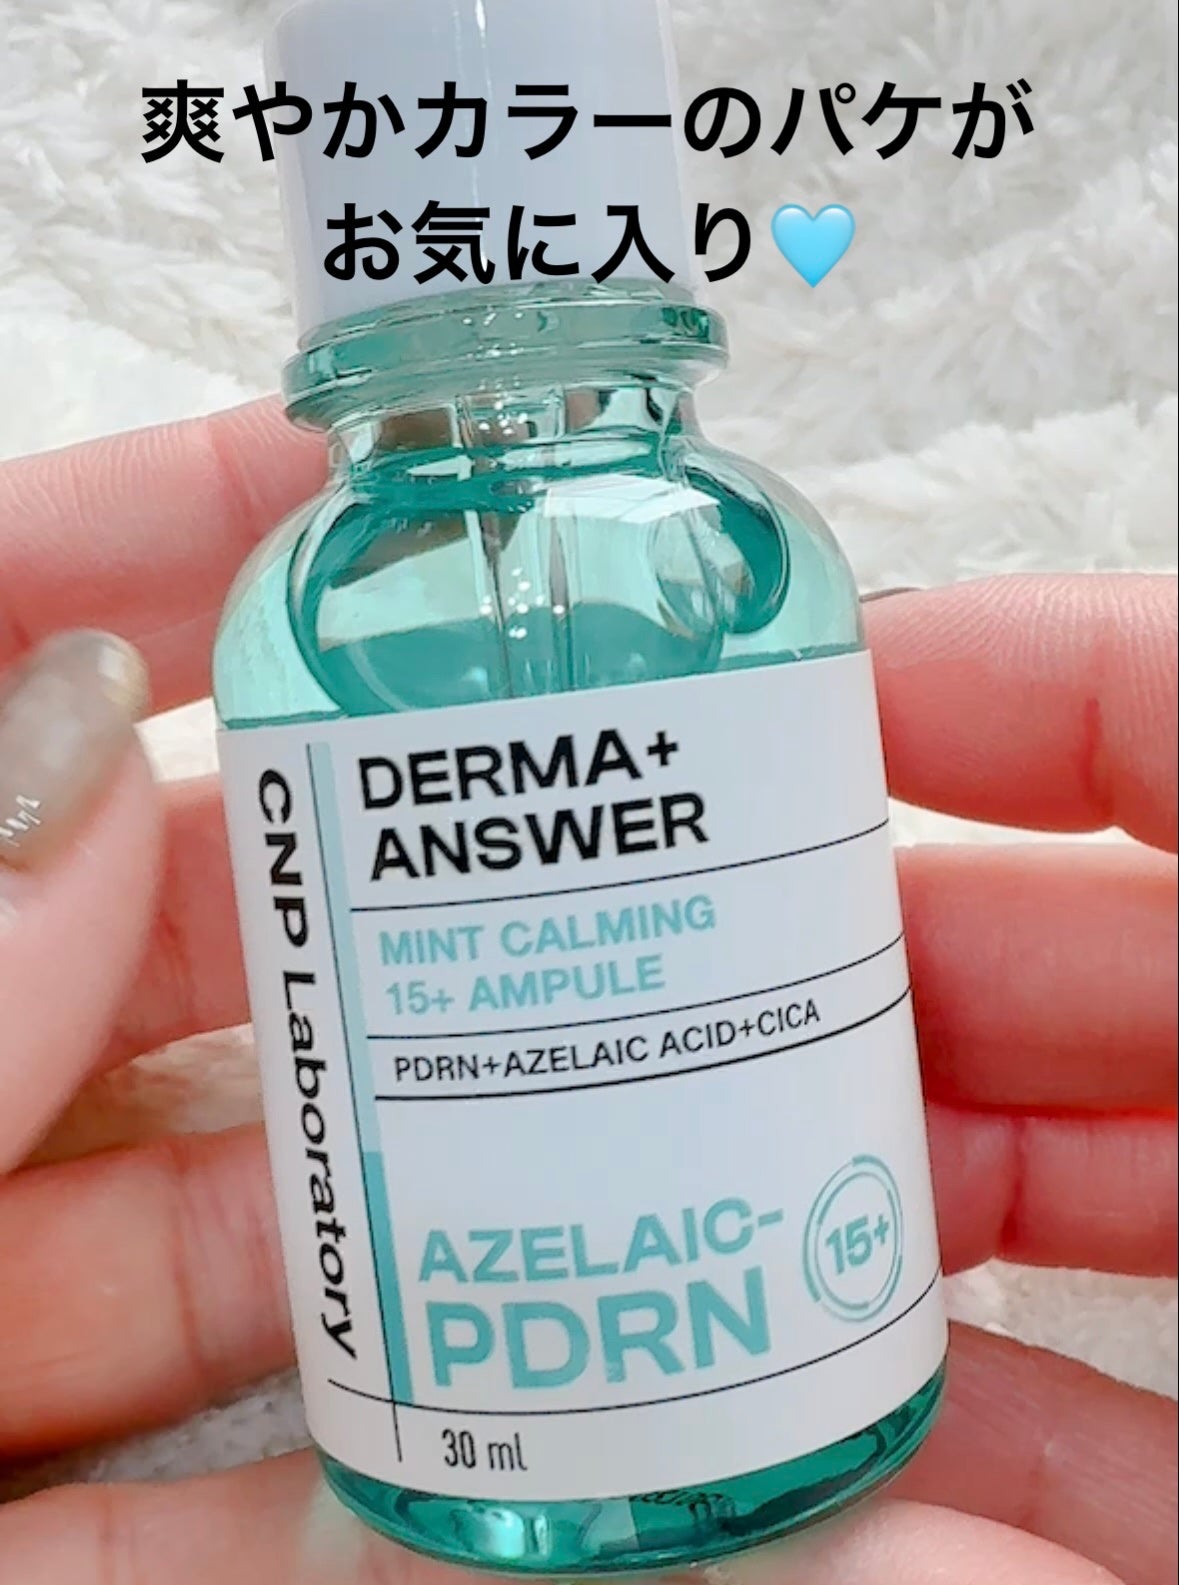 爽やかカラーのパケが
お気に入り🩵
CNP Laboratory
DERMA+
ANSWER
MINT CALMING
15+ AMPULE
PDRN+AZELAIC ACID+CICA
AZELAIC-
PDRN
15+
30 ml